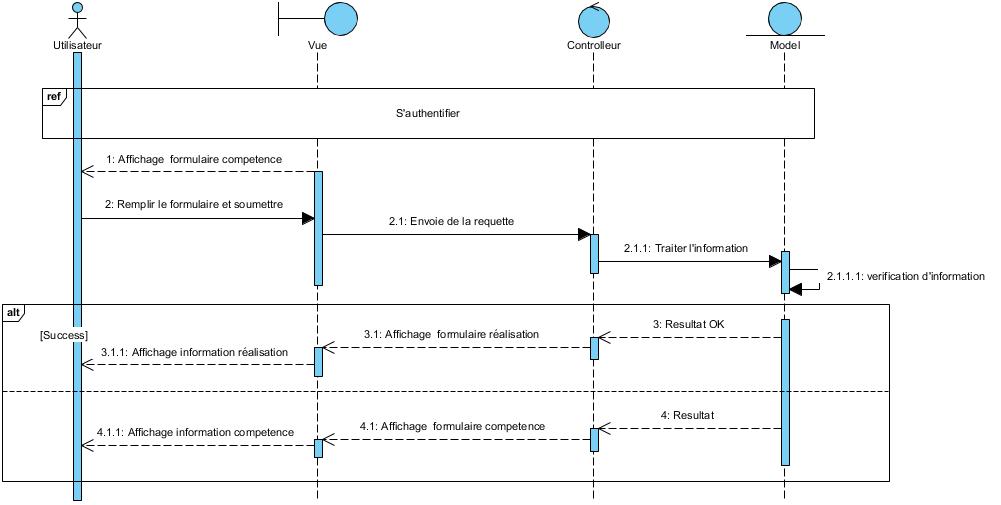 Utilisateur
Vue
Controlleur
Model
ref
S'authentifier
1: Affichage  formulaire competence
2: Remplir le formulaire et soumettre
2.1: Envoie de la requette
2.1.1: Traiter l'information
2.1.1.1: verification d'information
alt
[Success]
3: Resultat OK
3.1: Affichage  formulaire réalisation
3.1.1: Affichage information réalisation
4: Resultat
4.1: Affichage  formulaire competence
4.1.1: Affichage information competence